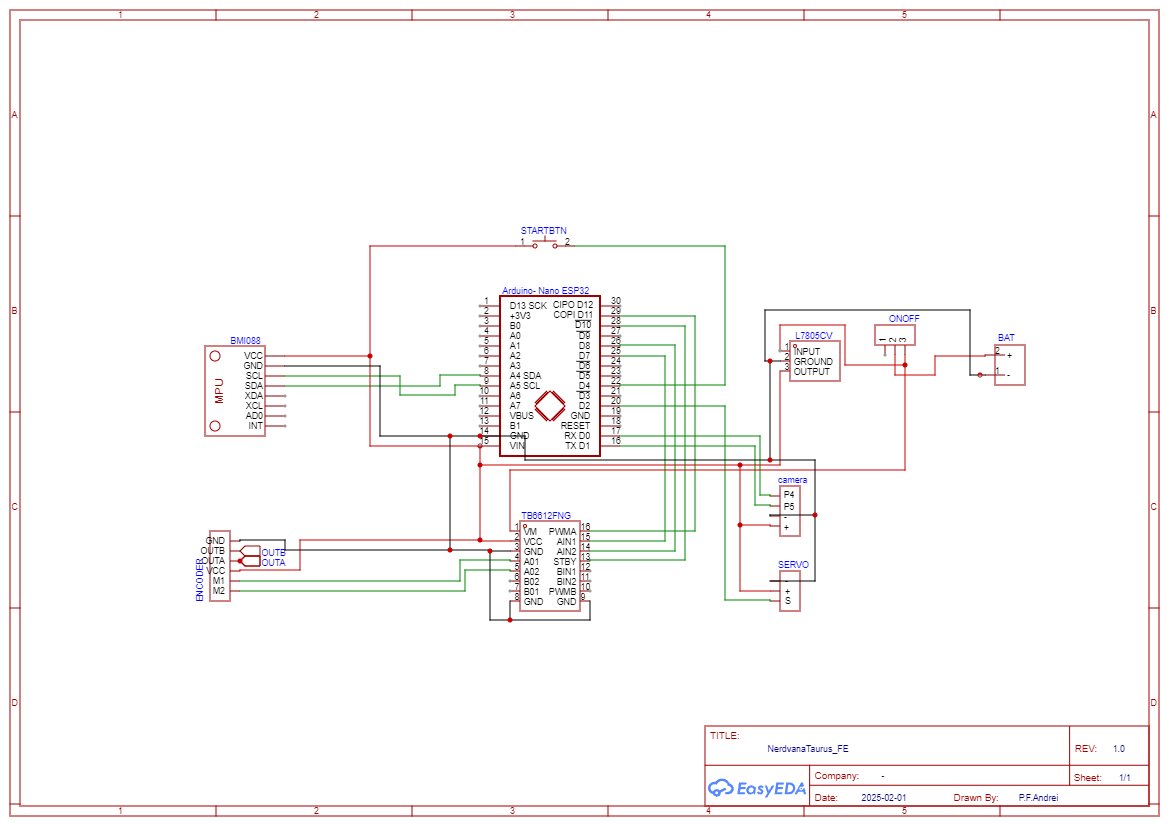 1 2 3 4 5
A A
STARTBTN
1 2
Arduino- Nano ESP32
1 D13 SCK CIPO D12 30
2 +3V3 COPI D11 29
3 B0 D10 28
4 A0 D9 27
5 A1 D8 26
6 A2 D7 25
7 A3 D6 24
8 A4 SDA D5 23
9 A5 SCL D4 22
10 A6 D3 21
11 A7 D2 20
12 VBUS GND 19
13 B1 RESET 18
14 GND RX D0 17
15 VIN TX D1 16
B B
BMI088
MPU
VCC
GND
SCL
SDA
XDA
XCL
AD0
INT
L7805CV
1 INPUT
2 GROUND
3 OUTPUT
ONOFF
1 2 3
BAT
2 +
1 -
camera
P4
P5
-
+
C C
TB6612FNG
1 VM PWMA 16
2 VCC AIN1 15
3 GND AIN2 14
4 A01 STBY 13
5 A02 BIN1 12
6 B02 BIN2 11
7 B01 PWMB 10
8 GND GND 9
ENCODER
GND
OUTB OUTB
OUTA OUTA
VCC
M1
M2
SERVO
-
+
S
D D
TITLE:
NerdvanaTaurus_FE
REV: 1.0
EasyEDA
Company: -
Sheet: 1/1
Date: 2025-02-01 Drawn By: P.F.Andrei
1 2 3 4 5